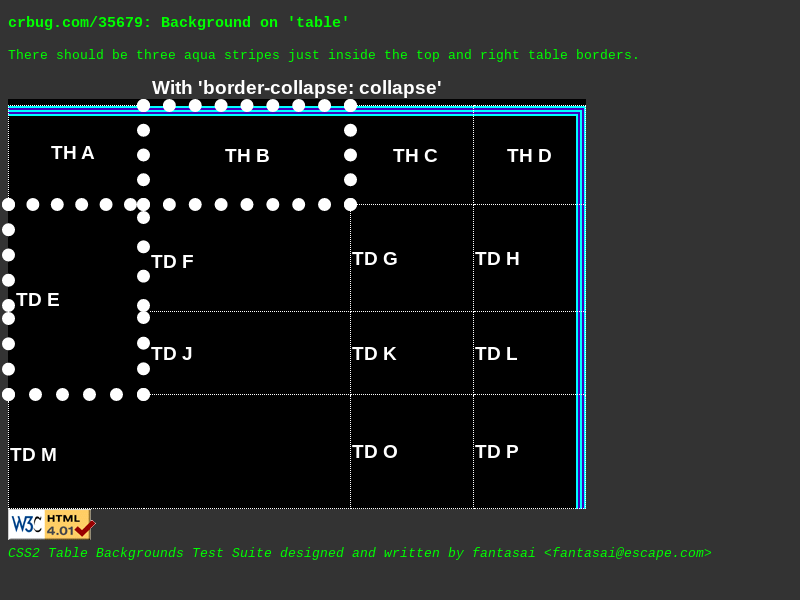 crbug.com/35679: Background on 'table'
There should be three aqua stripes just inside the top and right table borders.
With 'border-collapse: collapse'
TH A TH B TH C TH D
TD E TD F TD G TD H
TD J TD K TD L
TD M TD O TD P
W3C HTML 4.01
CSS2 Table Backgrounds Test Suite designed and written by fantasai <fantasai@escape.com>